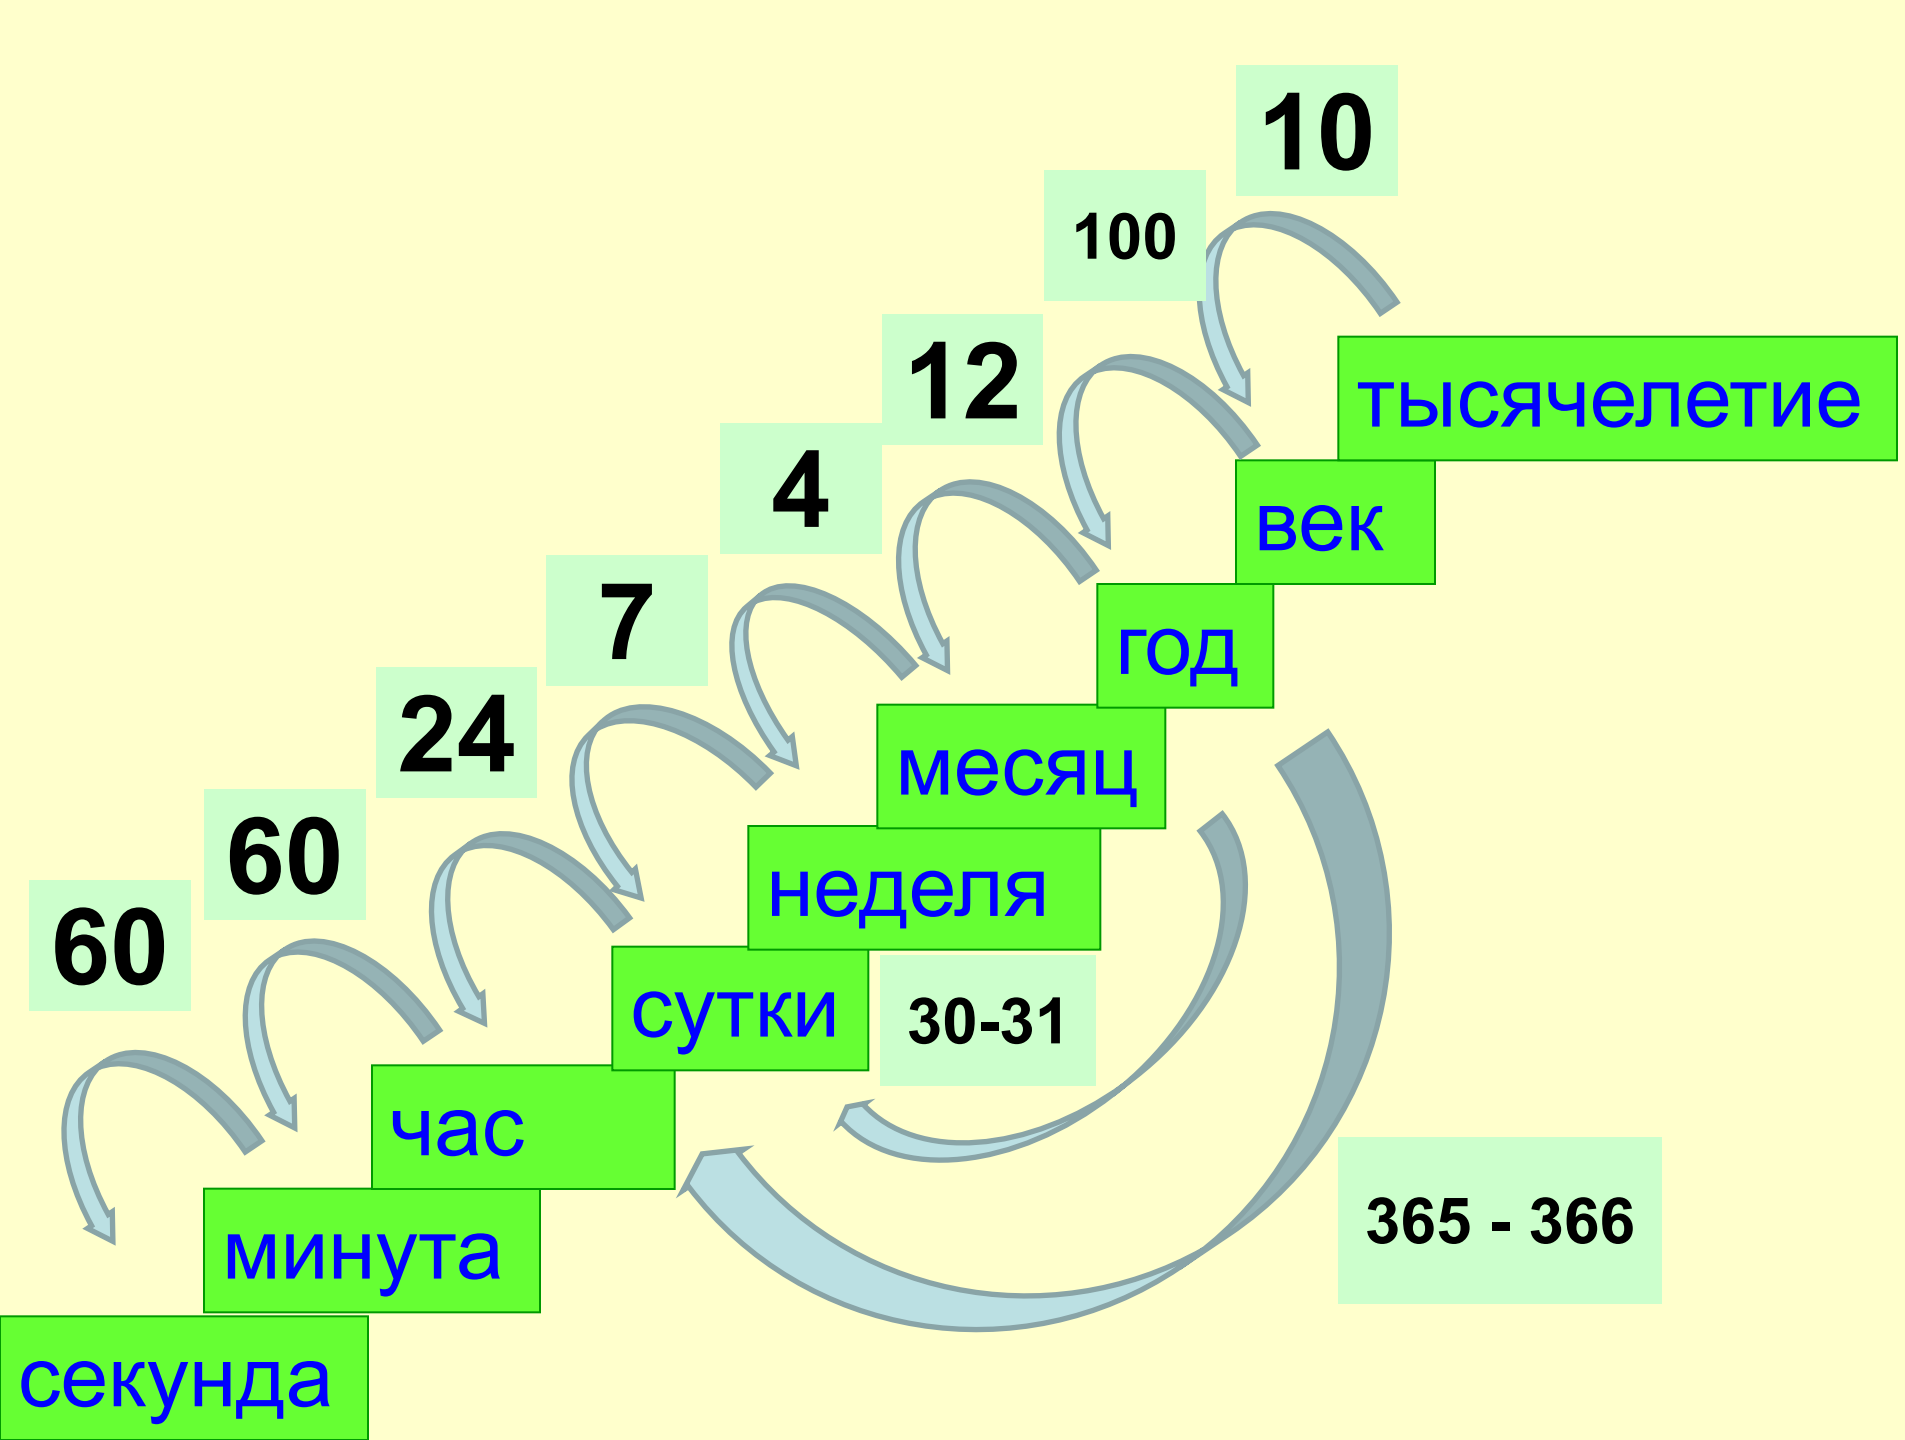 10
100
12
4
7
24
60
60
тысячелетие
век
год
месяц
неделя
сутки
30-31
час
365 - 366
минута
секунда